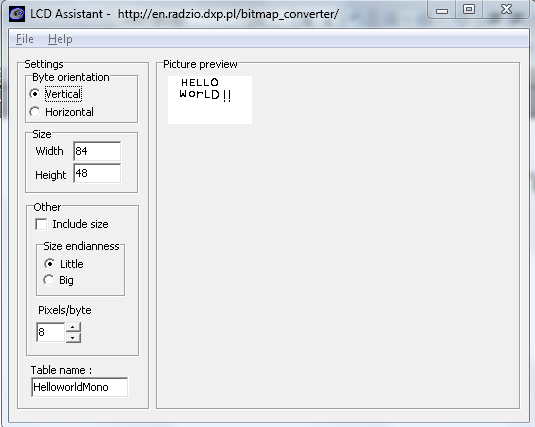 LCD Assistant - http://en.radzio.dxp.pl/bitmap_converter/
File Help
Settings
Byte orientation
Vertical
Horizontal
Size
Width 84
Height 48
Other
Include size
Size endianness
Little
Big
Pixels/byte
8
Table name :
HelloworldMono
Picture preview
HELLO
WorLD!!